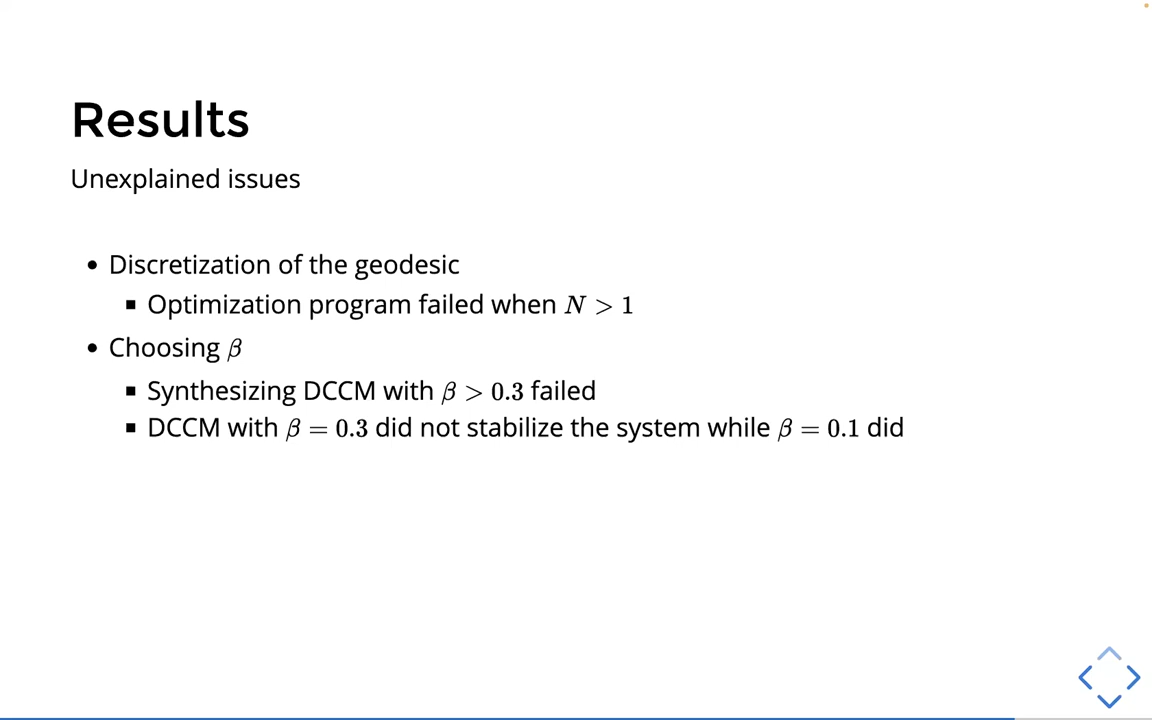 Results
Unexplained issues
• Discretization of the geodesic
▪ Optimization program failed when N > 1
• Choosing β
▪ Synthesizing DCCM with β > 0.3 failed
▪ DCCM with β = 0.3 did not stabilize the system while β = 0.1 did